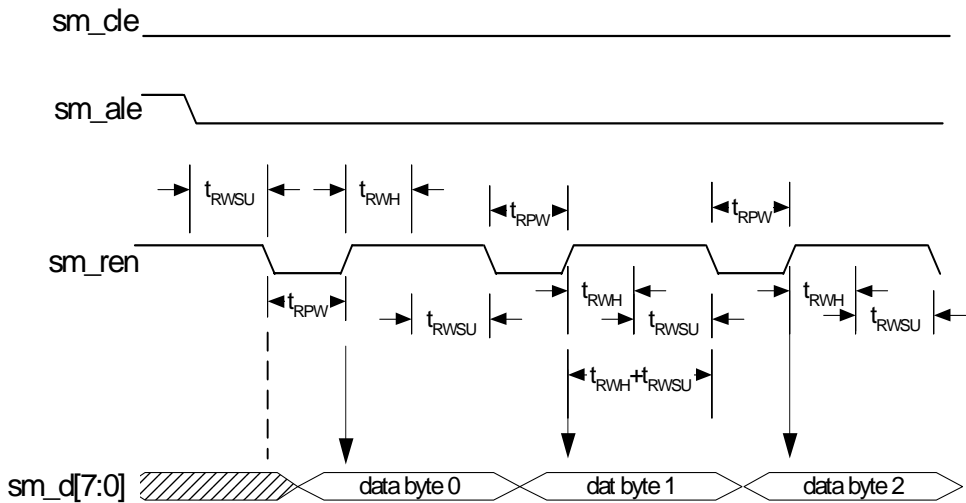 sm_cle
sm_ale
tRWSU
tRWH
tRPW
tRPW
sm_ren
tRPW
tRWSU
tRWH
tRWSU
tRWH
tRWSU
tRWH+tRWSU
sm_d[7:0]
data byte 0
dat byte 1
data byte 2